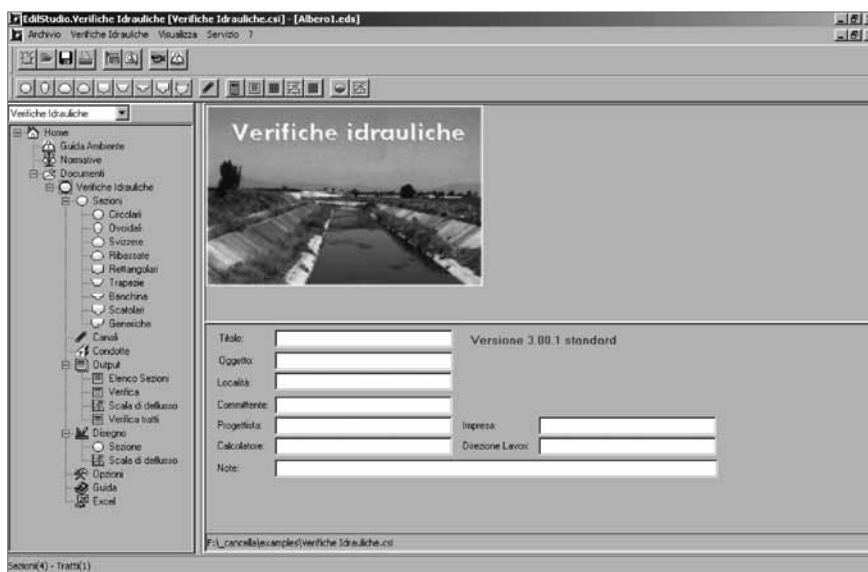 EdilStudio.Verifiche Idrauliche [Verifiche Idrauliche.csi] - [Albero1.eds]
Archivio Verifiche Idrauliche Visualizza Servizio ?
Verifiche Idrauliche
Home
Guida Ambiente
Normative
Documenti
Verifiche Idrauliche
Sezioni
Circolari
Ovoidali
Svizzere
Ribassate
Rettangolari
Trapezie
Banchina
Scatolari
Generiche
Canali
Condotte
Output
Elenco Sezioni
Verifica
Scala di deflusso
Verifica tratti
Disegno
Sezione
Scala di deflusso
Opzioni
Guida
Excel
Verifiche idrauliche
Titolo:
Versione 3.00.1 standard
Oggetto:
Località:
Committente:
Progettista:
Impresa:
Calcolatore:
Direzione Lavori:
Note:
F:\_cancella\examples\Verifiche Idrauliche.csi
Sezioni(4) - Tratti(1)